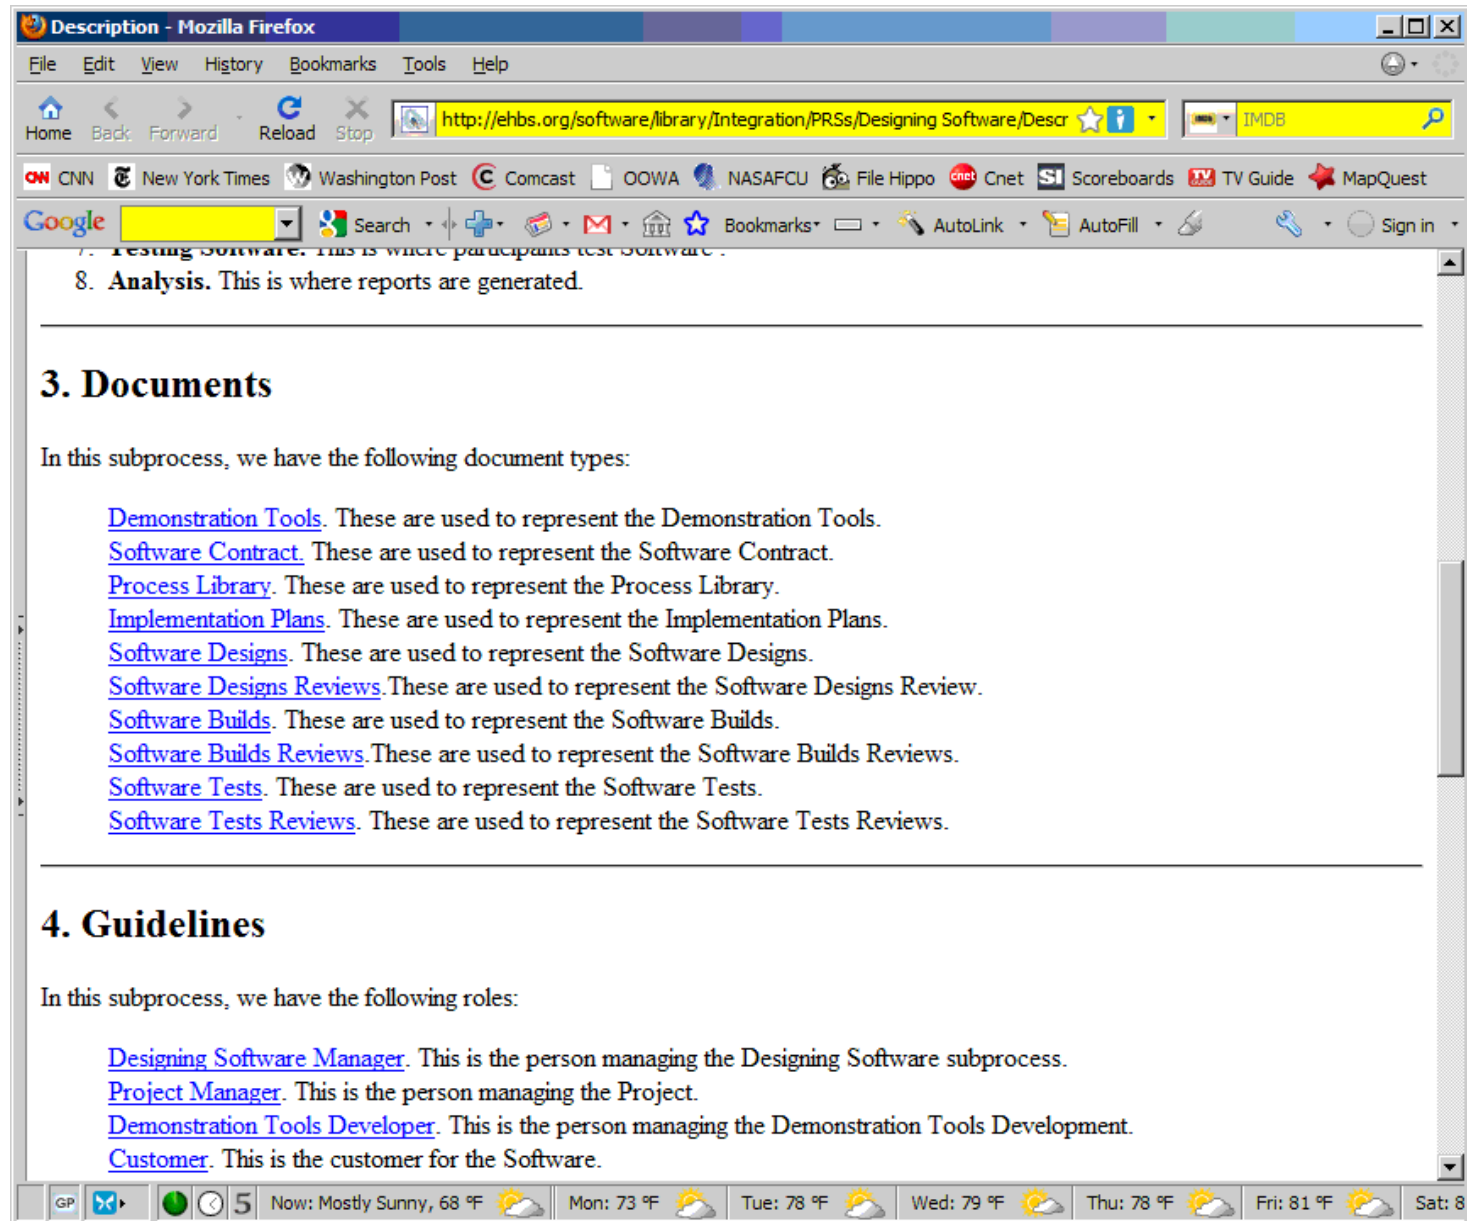 Description - Mozilla Firefox
File Edit View History Bookmarks Tools Help
Home Back Forward Reload Stop http://ehbs.org/software/library/Integration/PRSs/Designing Software/Descr IMDB
CNN CNN New York Times Washington Post Comcast OOWA NASAFCU File Hippo cnet Cnet SI Scoreboards TV Guide MapQuest
Google Search Bookmarks AutoLink AutoFill Sign in
7. Testing Software. This is where participants test Software .
8. Analysis. This is where reports are generated.
3. Documents
In this subprocess, we have the following document types:
Demonstration Tools. These are used to represent the Demonstration Tools.
Software Contract. These are used to represent the Software Contract.
Process Library. These are used to represent the Process Library.
Implementation Plans. These are used to represent the Implementation Plans.
Software Designs. These are used to represent the Software Designs.
Software Designs Reviews.These are used to represent the Software Designs Review.
Software Builds. These are used to represent the Software Builds.
Software Builds Reviews.These are used to represent the Software Builds Reviews.
Software Tests. These are used to represent the Software Tests.
Software Tests Reviews. These are used to represent the Software Tests Reviews.
4. Guidelines
In this subprocess, we have the following roles:
Designing Software Manager. This is the person managing the Designing Software subprocess.
Project Manager. This is the person managing the Project.
Demonstration Tools Developer. This is the person managing the Demonstration Tools Development.
Customer. This is the customer for the Software.
GP 5 Now: Mostly Sunny, 68 °F Mon: 73 °F Tue: 78 °F Wed: 79 °F Thu: 78 °F Fri: 81 °F Sat: 8